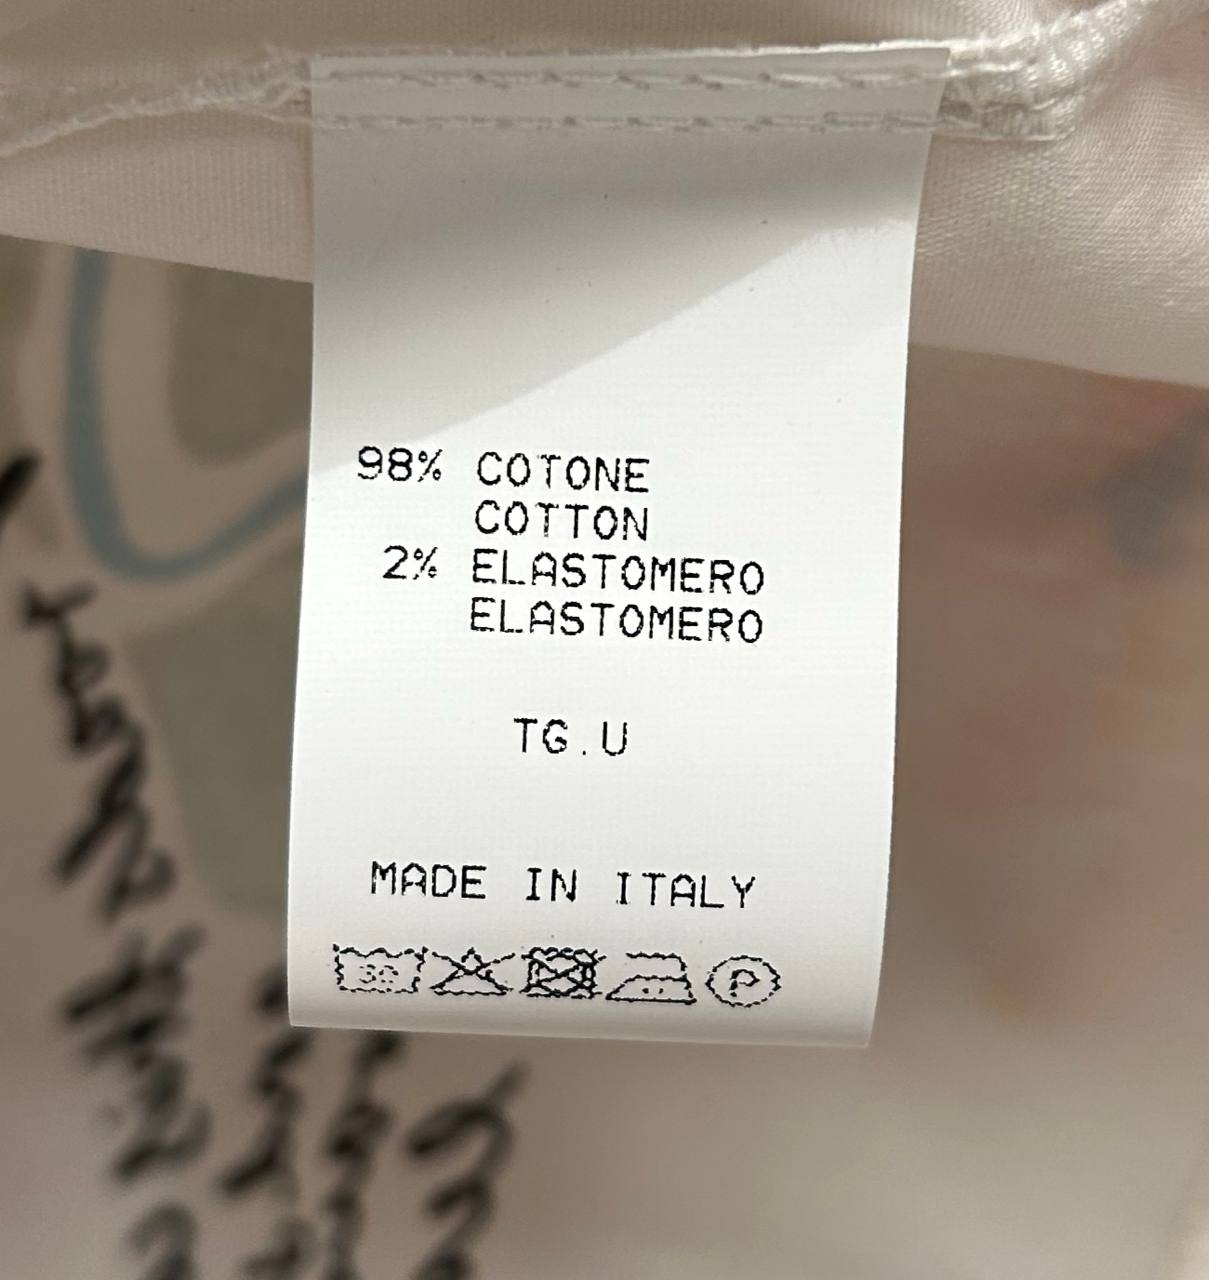 98% COTONE
COTTON
2% ELASTOMERO
ELASTOMERO
TG.U
MADE IN ITALY
30 P